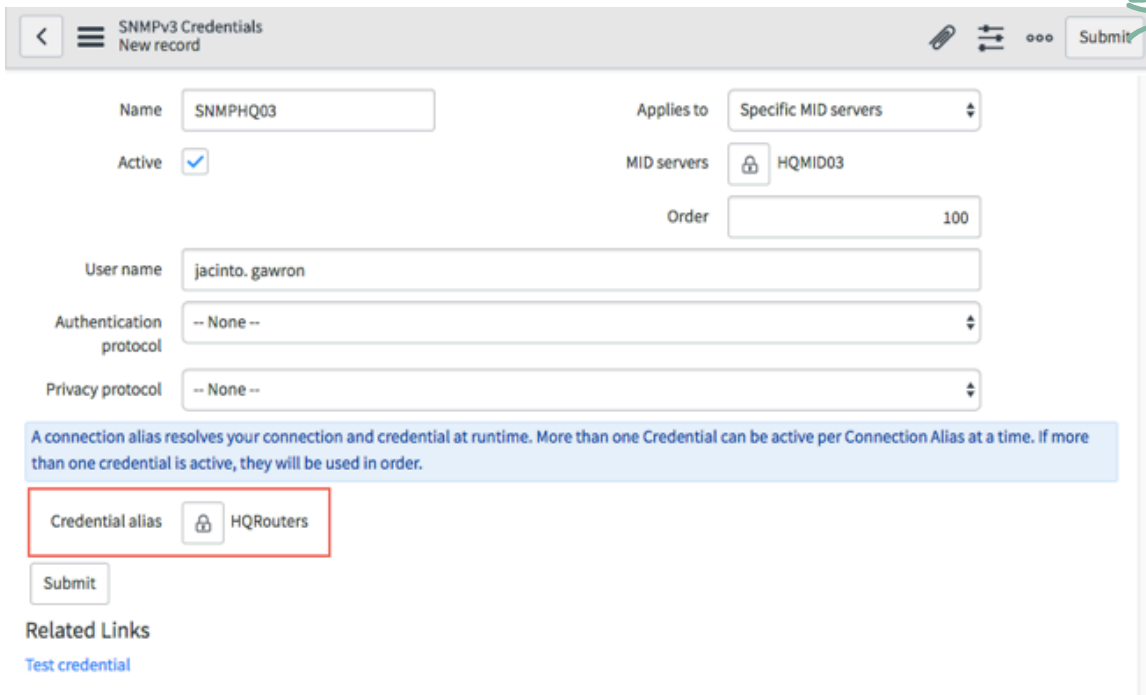 SNMPv3 Credentials
New record
ooo
Submit
Name
SNMPHQ03
Applies to
Specific MID servers
Active
MID servers
HQMID03
Order
100
User name
jacinto. gawron
Authentication
protocol
-- None --
Privacy protocol
-- None --
A connection alias resolves your connection and credential at runtime. More than one Credential can be active per Connection Alias at a time. If more
than one credential is active, they will be used in order.
Credential alias
HQRouters
Submit
Related Links
Test credential